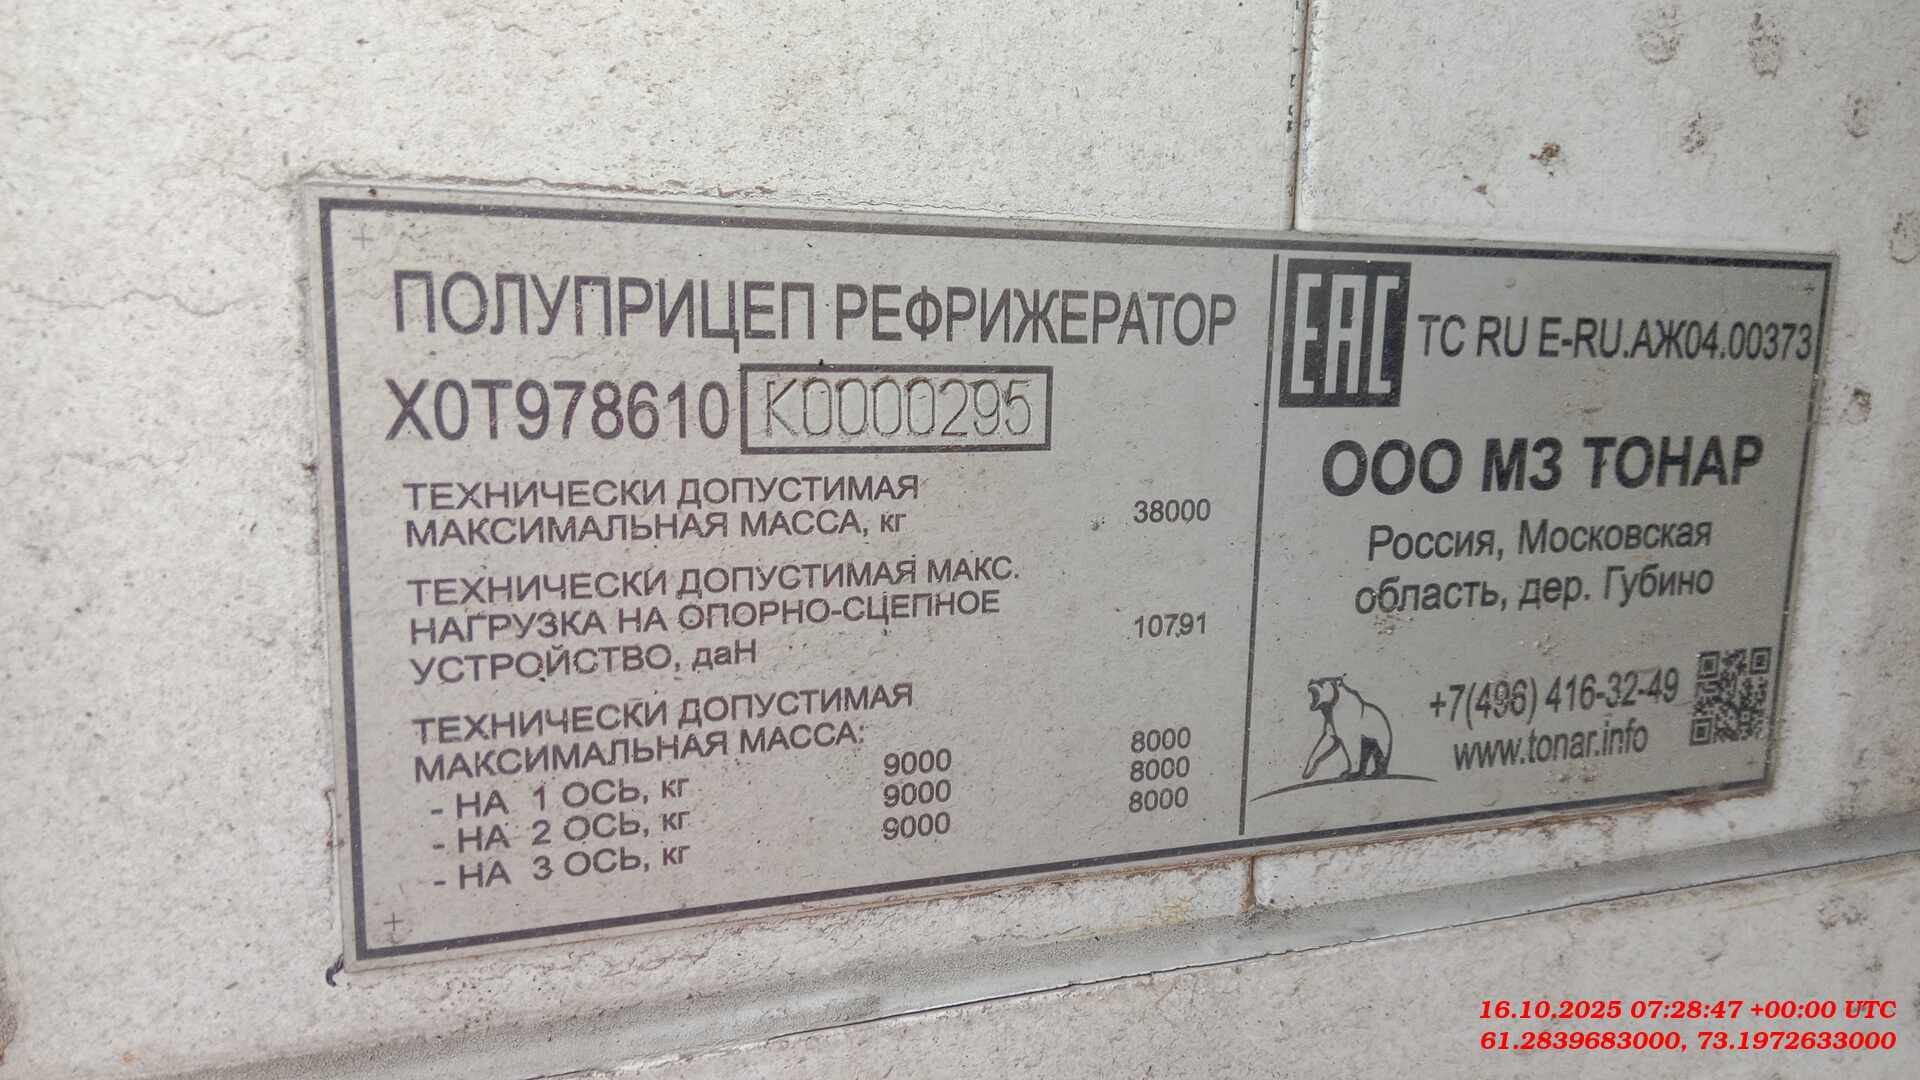 ПОЛУПРИЦЕП РЕФРИЖЕРАТОР
X0T978610 K0000295
ТЕХНИЧЕСКИ ДОПУСТИМАЯ
МАКСИМАЛЬНАЯ МАССА, кг 38000
ТЕХНИЧЕСКИ ДОПУСТИМАЯ МАКС.
НАГРУЗКА НА ОПОРНО-СЦЕПНОЕ
УСТРОЙСТВО, даН 10791
ТЕХНИЧЕСКИ ДОПУСТИМАЯ
МАКСИМАЛЬНАЯ МАССА:
- НА 1 ОСЬ, кг 9000 8000
- НА 2 ОСЬ, кг 9000 8000
- НА 3 ОСЬ, кг 9000 8000
EAC ТС RU Е-RU.АЖ04.00373
ООО МЗ ТОНАР
Россия, Московская
область, дер. Губино
+7(496) 416-32-49
www.tonar.info
16.10.2025 07:28:47 +00:00 UTC
61.2839683000, 73.1972633000